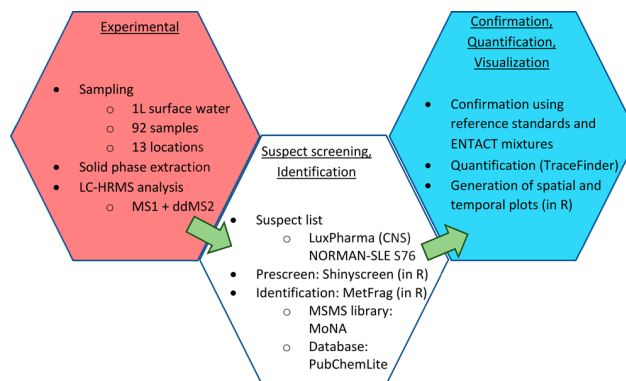 Experimental
• Sampling
o 1L surface water
o 92 samples
o 13 locations
• Solid phase extraction
• LC-HRMS analysis
o MS1 + ddMS2
Suspect screening,
Identification
• Suspect list
o LuxPharma (CNS)
NORMAN-SLE S76
• Prescreen: Shinyscreen (in R)
• Identification: MetFrag (in R)
o MSMS library:
MoNA
o Database:
PubChemLite
Confirmation,
Quantification,
Visualization
• Confirmation using
reference standards and
ENTACT mixtures
• Quantification (TraceFinder)
• Generation of spatial and
temporal plots (in R)